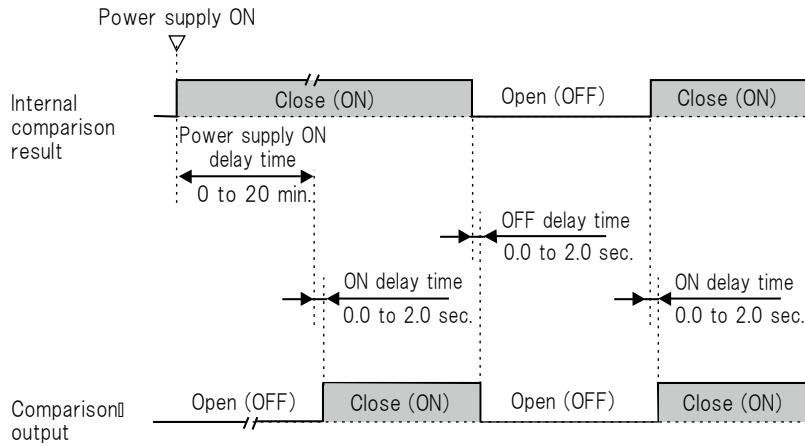 Power supply ON
Internal
comparison
result
Close (ON)
Open (OFF)
Close (ON)
Power supply ON
delay time
0 to 20 min.
OFF delay time
0.0 to 2.0 sec.
ON delay time
0.0 to 2.0 sec.
ON delay time
0.0 to 2.0 sec.
Comparison
output
Open (OFF)
Close (ON)
Open (OFF)
Close (ON)